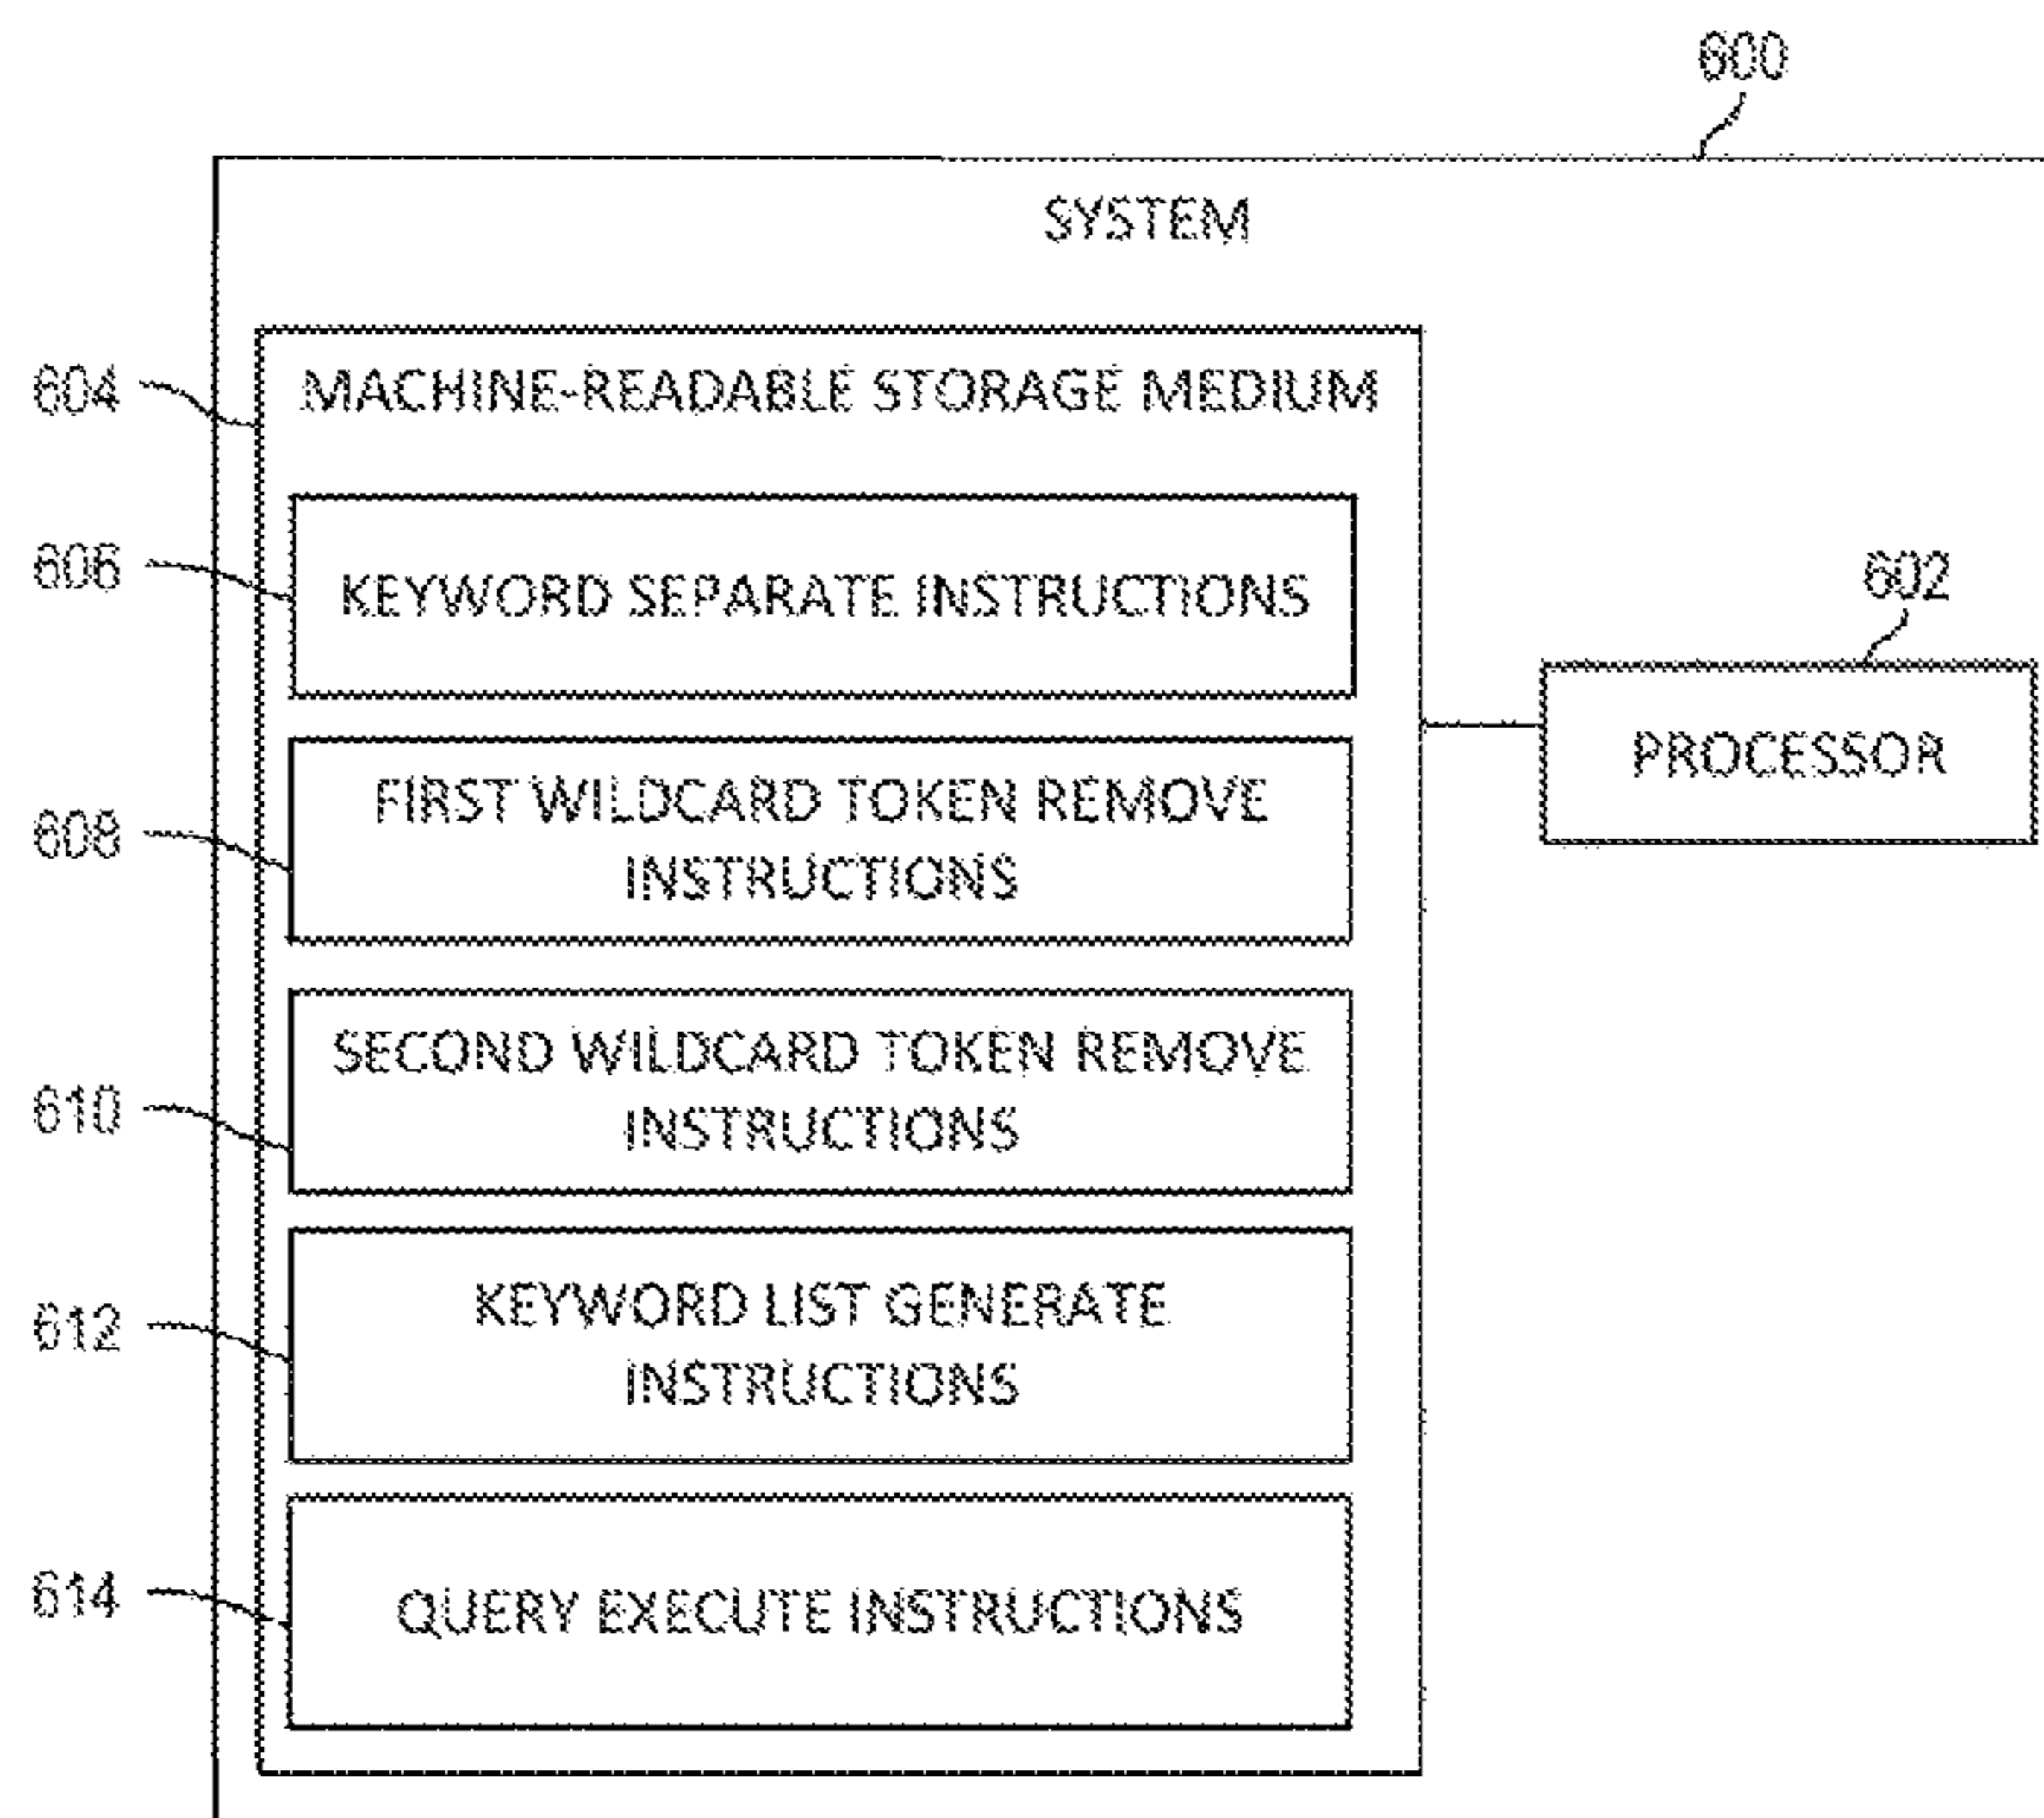 600
SYSTEM
604
MACHINE-READABLE STORAGE MEDIUM
606
KEYWORD SEPARATE INSTRUCTIONS
602
PROCESSOR
608
FIRST WILDCARD TOKEN REMOVE
INSTRUCTIONS
610
SECOND WILDCARD TOKEN REMOVE
INSTRUCTIONS
612
KEYWORD LIST GENERATE
INSTRUCTIONS
614
QUERY EXECUTE INSTRUCTIONS